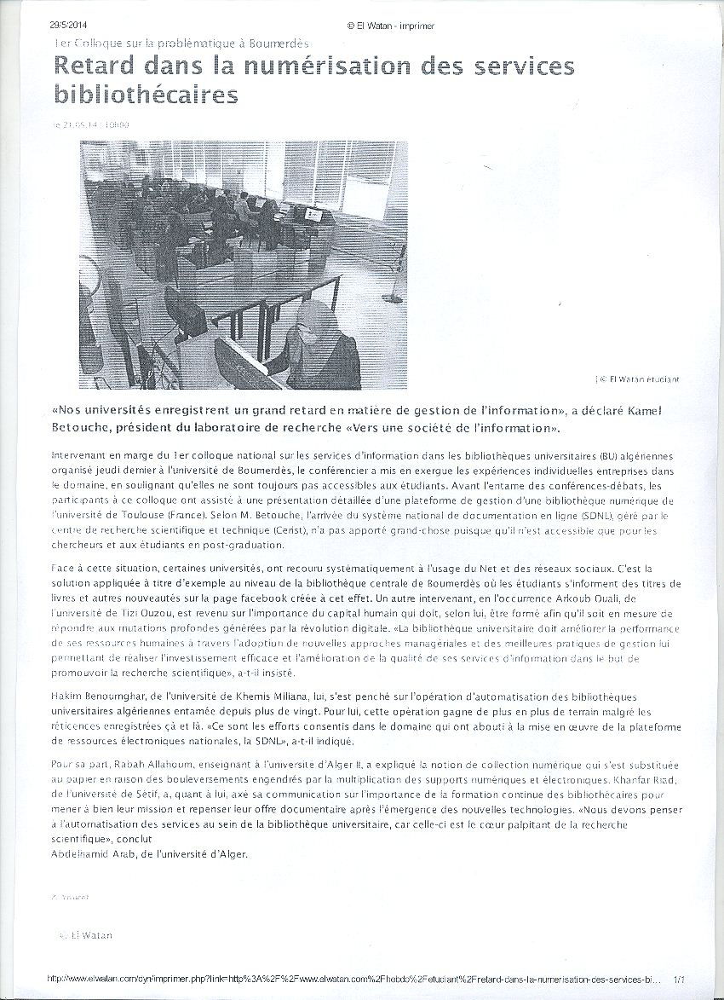 29/5/2014
© El Watan - imprimer
1er Colloque sur la problématique à Boumerdès
Retard dans la numérisation des services
bibliothécaires
le 21.05.14 10h00
| © El Watan étudiant
«Nos universités enregistrent un grand retard en matière de gestion de l'information», a déclaré Kamel
Betouche, président du laboratoire de recherche «Vers une société de l'information».
Intervenant en marge du 1er colloque national sur les services d'information dans les bibliothèques universitaires (BU) algériennes
organisé jeudi dernier à l'université de Boumerdès, le conférencier a mis en exergue les expériences individuelles entreprises dans
le domaine, en soulignant qu'elles ne sont toujours pas accessibles aux étudiants. Avant l'entame des conférences-débats, les
participants à ce colloque ont assisté à une présentation détaillée d'une plateforme de gestion d'une bibliothèque numérique de
l'université de Toulouse (France). Selon M. Betouche, l'arrivée du système national de documentation en ligne (SDNL), géré par le
centre de recherche scientifique et technique (Cerist), n'a pas apporté grand-chose puisque qu'il n'est accessible que pour les
chercheurs et aux étudiants en post-graduation.
Face à cette situation, certaines universités, ont recouru systématiquement à l'usage du Net et des réseaux sociaux. C'est la
solution appliquée à titre d'exemple au niveau de la bibliothèque centrale de Boumerdès où les étudiants s'informent des titres de
livres et autres nouveautés sur la page facebook créée à cet effet. Un autre intervenant, en l'occurrence Arkoub Ouali, de
l'université de Tizi Ouzou, est revenu sur l'importance du capital humain qui doit, selon lui, être formé afin qu'il soit en mesure de
répondre aux mutations profondes générées par la révolution digitale. «La bibliothèque universitaire doit améliorer la performance
de ses ressources humaines à travers l'adoption de nouvelles approches managériales et des meilleures pratiques de gestion lui
permettant de réaliser l'investissement efficace et l'amélioration de la qualité de ses services d'information dans le but de
promouvoir la recherche scientifique», a-t-il insisté.
Hakim Benoumghar, de l'université de Khemis Miliana, lui, s'est penché sur l'opération d'automatisation des bibliothèques
universitaires algériennes entamée depuis plus de vingt. Pour lui, cette opération gagne de plus en plus de terrain malgré les
réticences enregistrées çà et là. «Ce sont les efforts consentis dans le domaine qui ont abouti à la mise en œuvre de la plateforme
de ressources électroniques nationales, la SDNL», a-t-il indiqué.
Pour sa part, Rabah Allahoum, enseignant à l'université d'Alger II, a expliqué la notion de collection numérique qui s'est substituée
au papier en raison des bouleversements engendrés par la multiplication des supports numériques et électroniques. Khanfar Riad,
de l'université de Sétif, a, quant à lui, axé sa communication sur l'importance de la formation continue des bibliothécaires pour
mener à bien leur mission et repenser leur offre documentaire après l'émergence des nouvelles technologies. «Nous devons penser
à l'automatisation des services au sein de la bibliothèque universitaire, car celle-ci est le cœur palpitant de la recherche
scientifique», conclut
Abdelhamid Arab, de l'université d'Alger.
© El Watan
http://www.elwatan.com/dyn/imprimer.php?link=http%3A%2F%2Fwww.elwatan.com%2Fhebdo%2Fetudiant%2Fretard-dans-la-numerisation-des-services-bi... 1/1